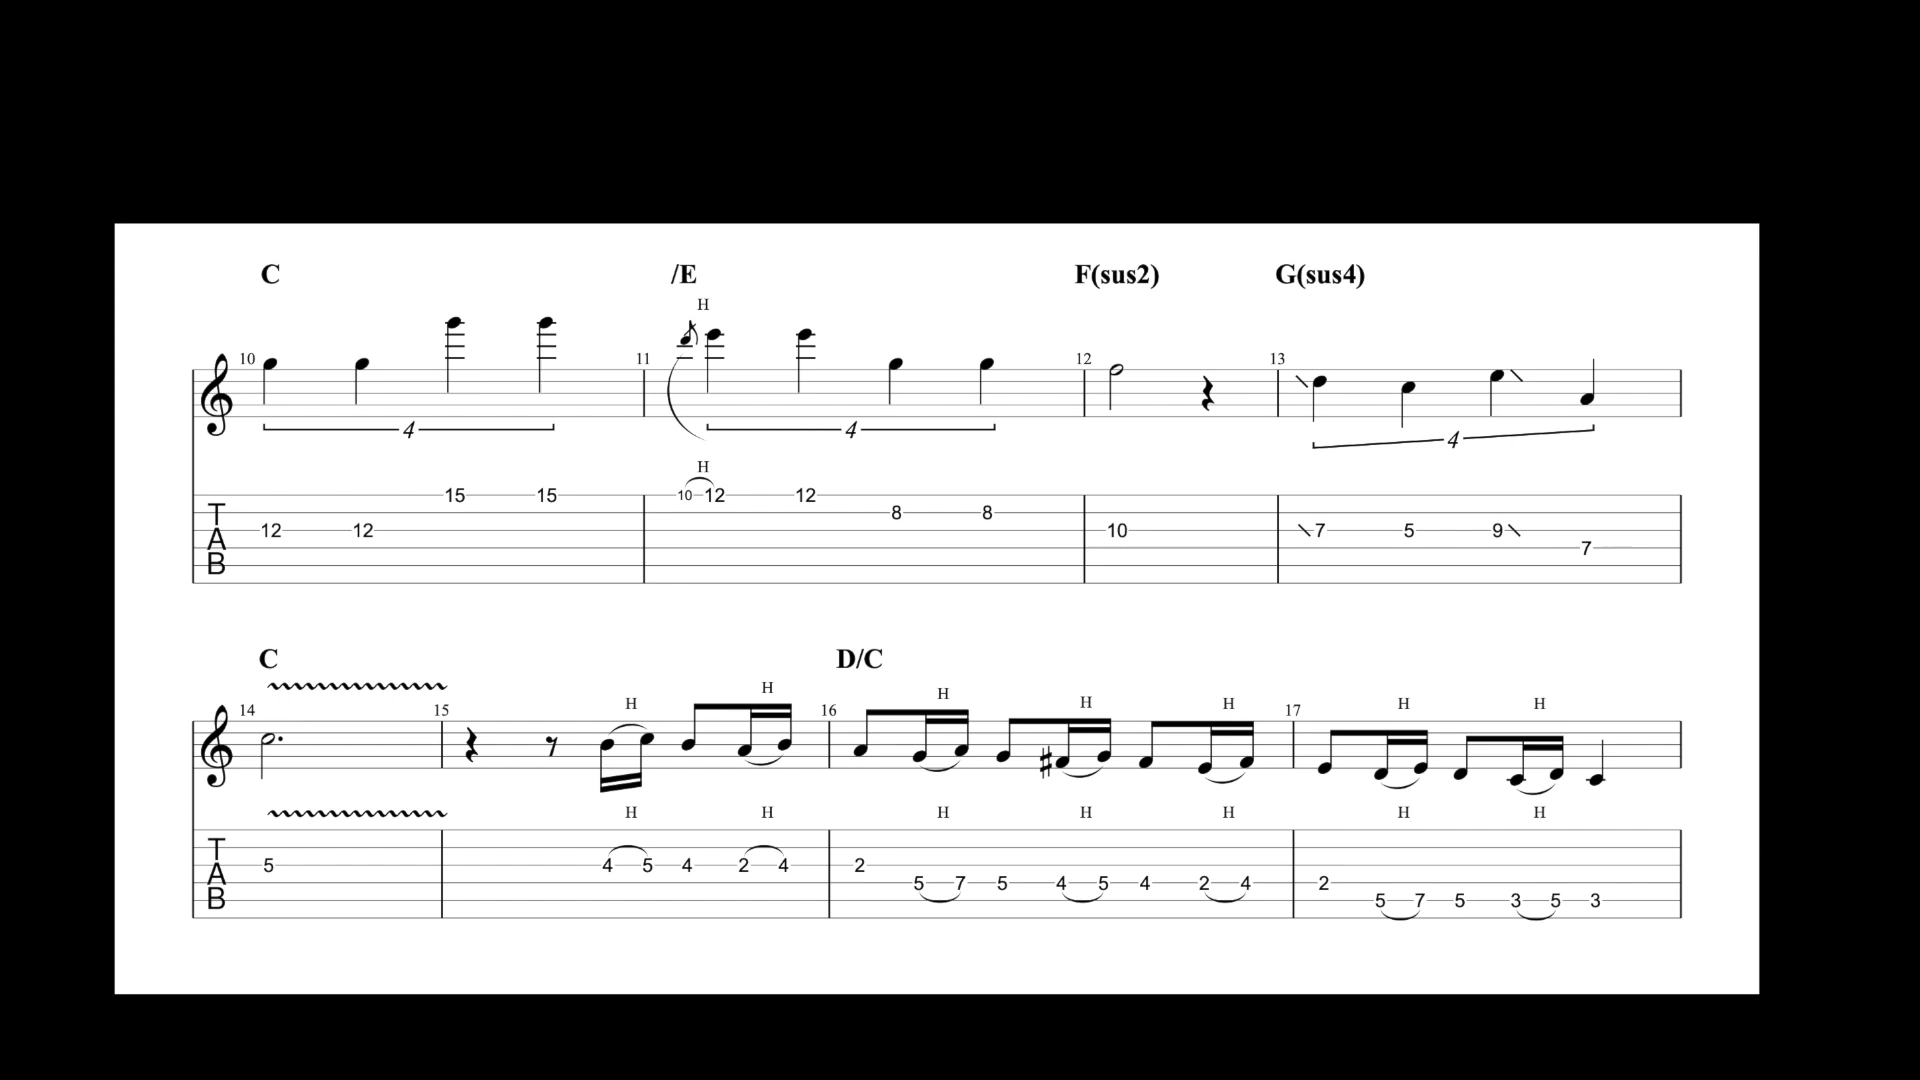 C /E F(sus2) G(sus4)
H
10 11 12 13
4 4 4
H
15 15 10 12 12
T 8 8
A 12 12 10 7 5 9
B 7
C D/C
H H H H H H H
14 15 16 17
H H H H H H H
T
A 5 4 5 4 2 4 2
B 5 7 5 4 5 4 2 4 2
5 7 5 3 5 3